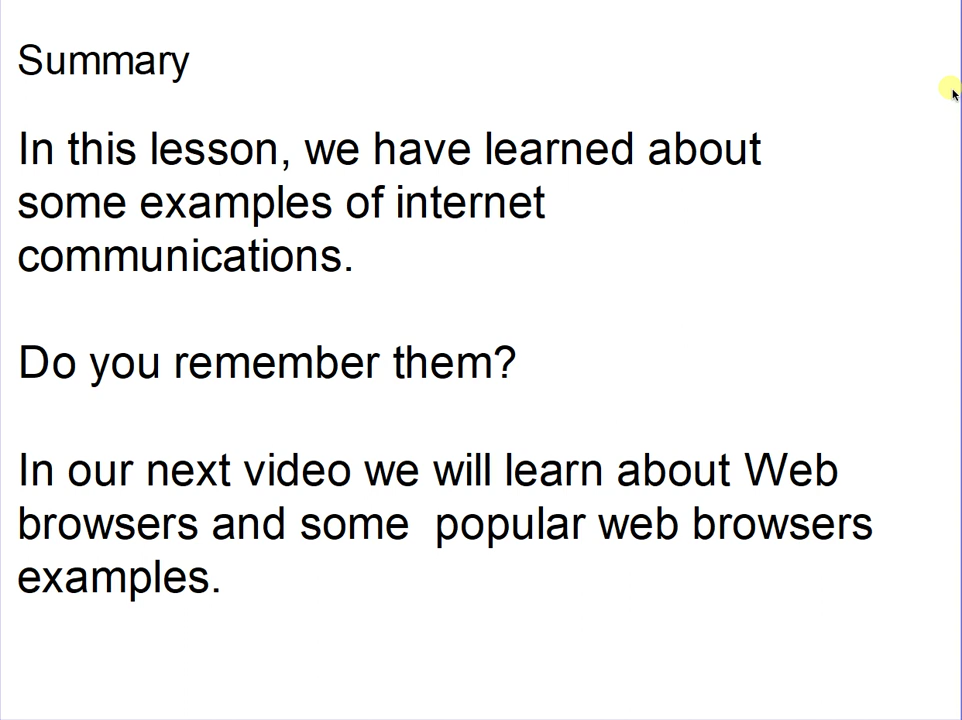 Summary
In this lesson, we have learned about
some examples of internet
communications.
Do you remember them?
In our next video we will learn about Web
browsers and some  popular web browsers
examples.